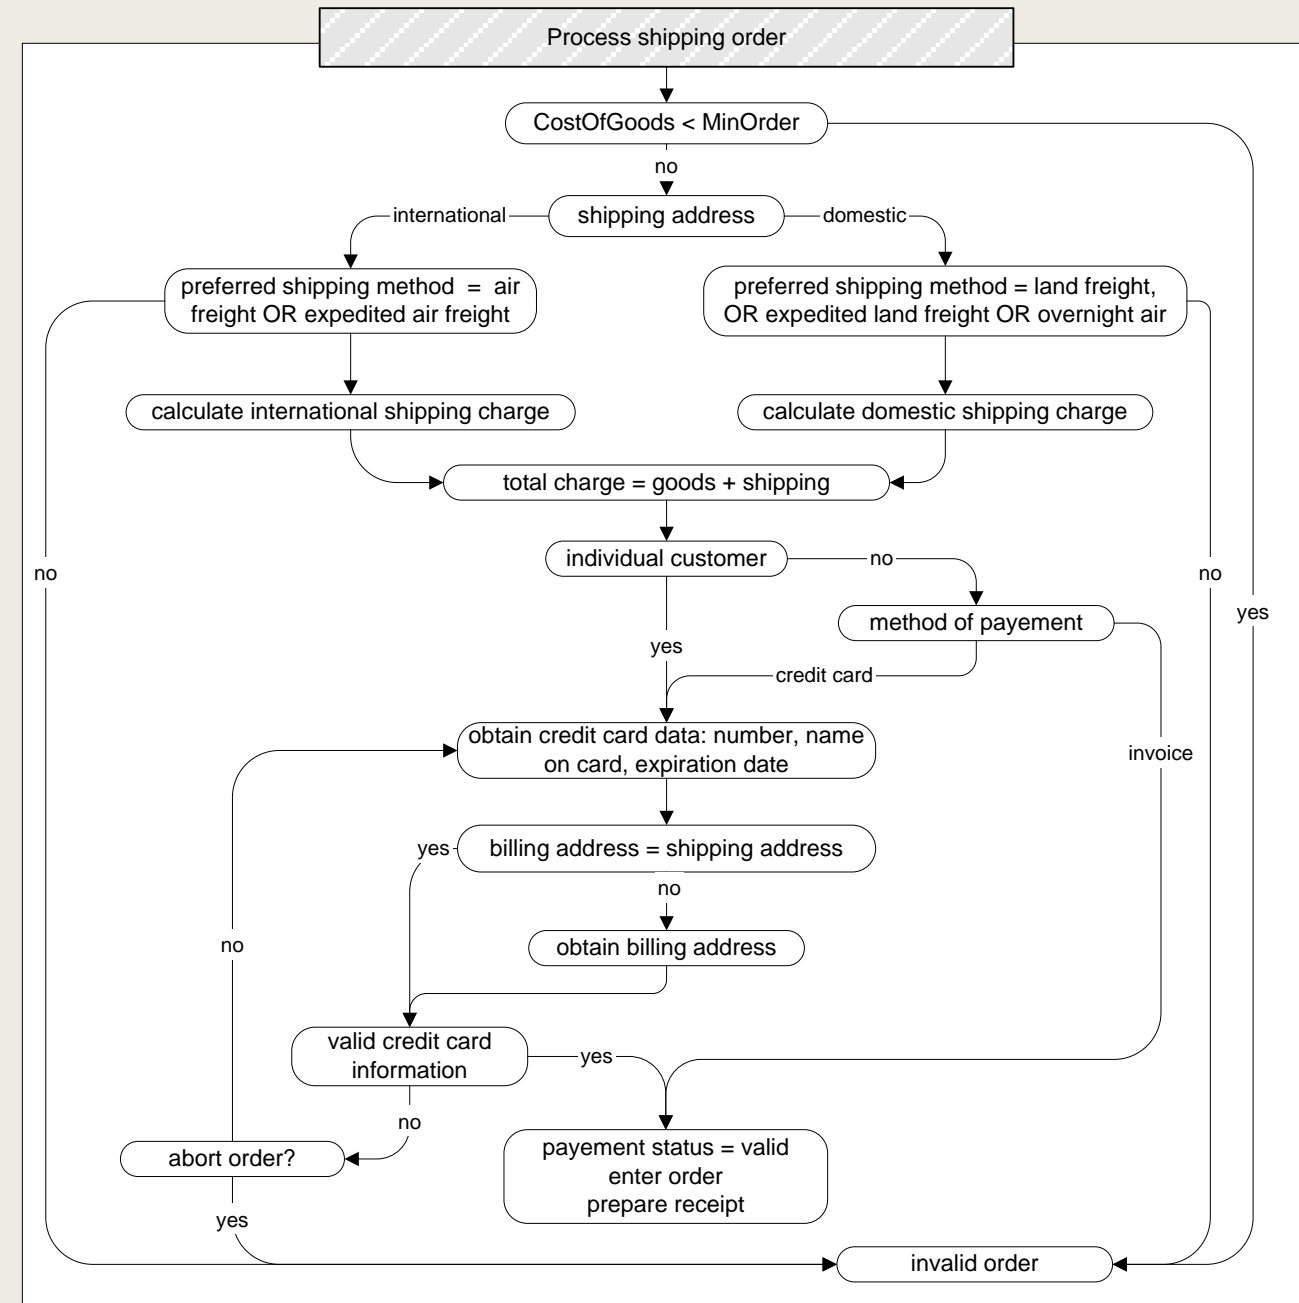 Process shipping order
CostOfGoods < MinOrder
no
international
shipping address
domestic
preferred shipping method = air
freight OR expedited air freight
preferred shipping method = land freight,
OR expedited land freight OR overnight air
calculate international shipping charge
calculate domestic shipping charge
total charge = goods + shipping
individual customer
no
no
no
yes
method of payement
yes
credit card
obtain credit card data: number, name
on card, expiration date
invoice
yes
billing address = shipping address
no
no
obtain billing address
valid credit card
information
yes
no
abort order?
payement status = valid
enter order
prepare receipt
yes
invalid order